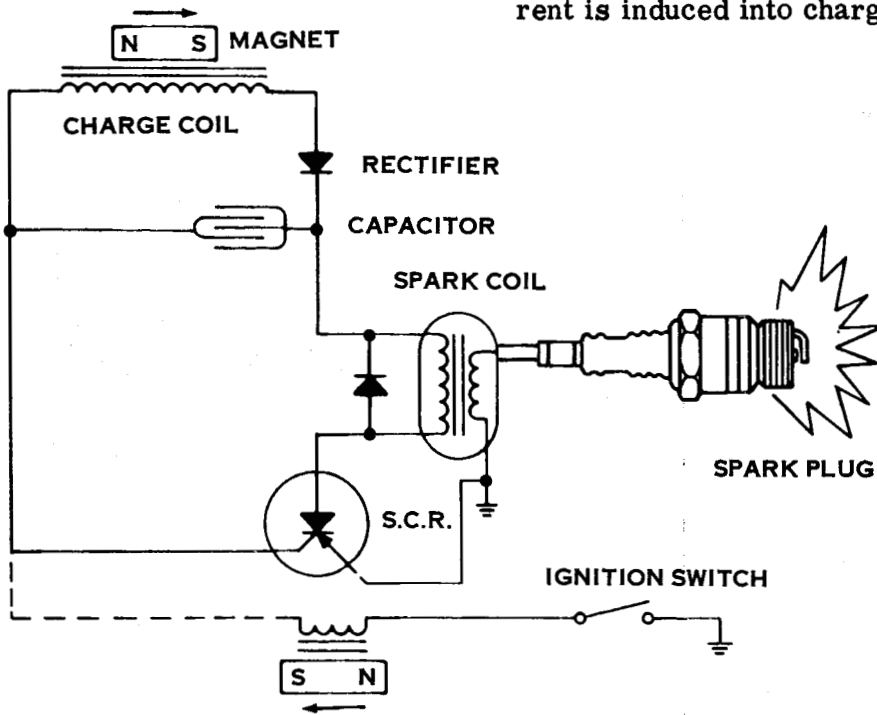 rent is induced into charg
N S MAGNET
CHARGE COIL
RECTIFIER
CAPACITOR
SPARK COIL
SPARK PLUG
S.C.R.
IGNITION SWITCH
S N